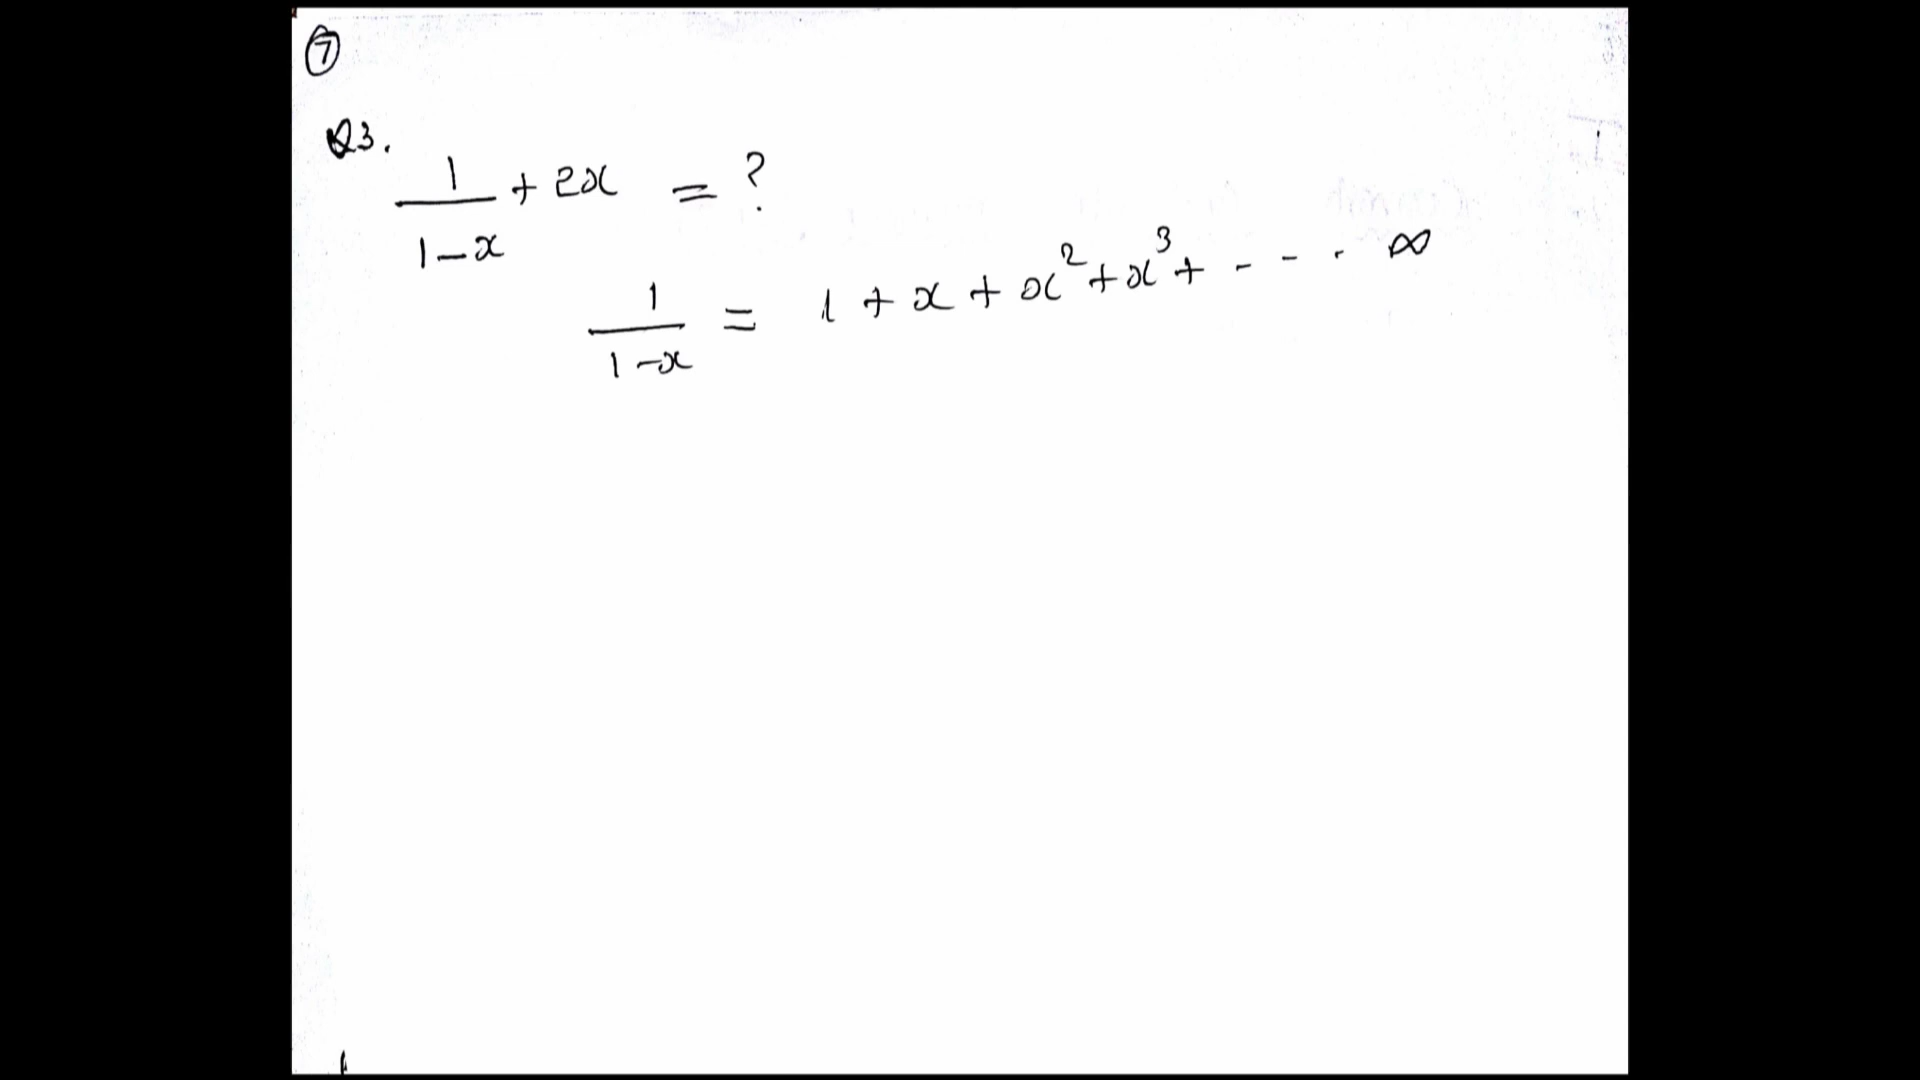 ⑦
Q3.
1/(1-x) + 2x = ?
1/(1-x) = 1 + x + x² + x³ + - - . ∞